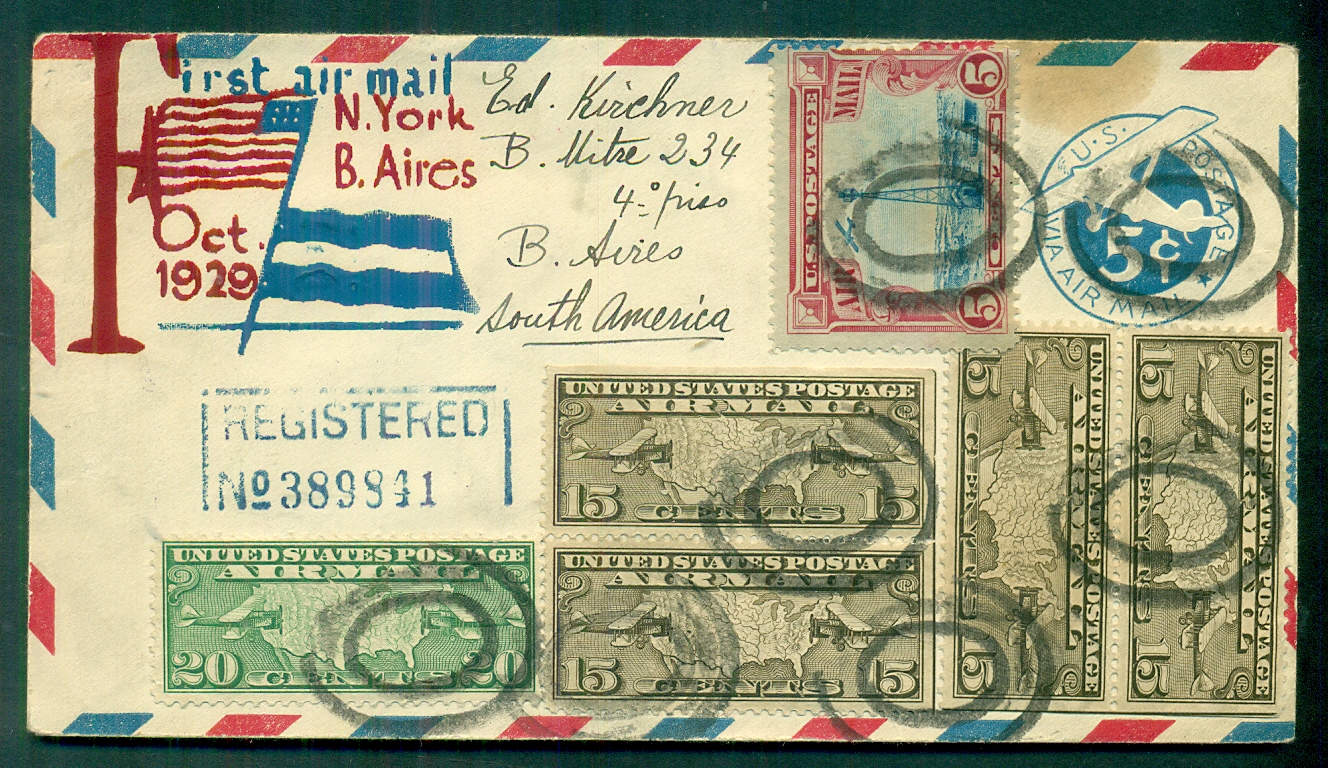 First air mail
N. York
B. Aires
Oct.
1929
Ed. Kirchner
B. Mitre 234
4º piso
B. Aires
South America
U.S. POSTAGE
AIR MAIL
5 5
U.S. POSTAGE
5¢
VIA AIR MAIL
REGISTERED
Nº 389841
UNITED STATES POSTAGE
AIR MAIL
20 CENTS 20
UNITED STATES POSTAGE
AIR MAIL
15 CENTS 15
UNITED STATES POSTAGE
AIR MAIL
15 CENTS 15
UNITED STATES POSTAGE
AIR MAIL
15 CENTS 15
UNITED STATES POSTAGE
AIR MAIL
15 CENTS 15